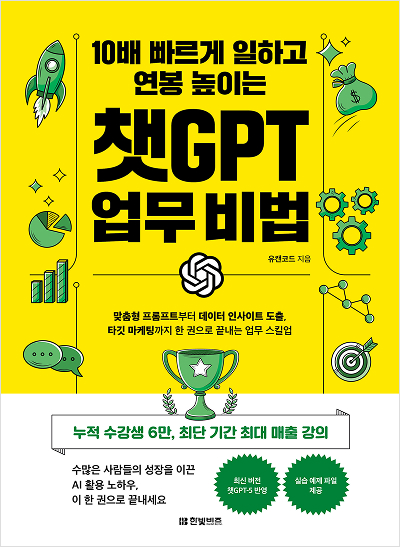 10배 빠르게 일하고
연봉 높이는
챗GPT
업무 비법
유캔코드 지음
맞춤형 프롬프트부터 데이터 인사이트 도출,
타깃 마케팅까지 한 권으로 끝내는 업무 스킬업
누적 수강생 6만, 최단 기간 최대 매출 강의
수많은 사람들의 성장을 이끈
AI 활용 노하우,
이 한 권으로 끝내세요
최신 버전
챗GPT-5 반영
실습 예제 파일
제공
한빛비즈